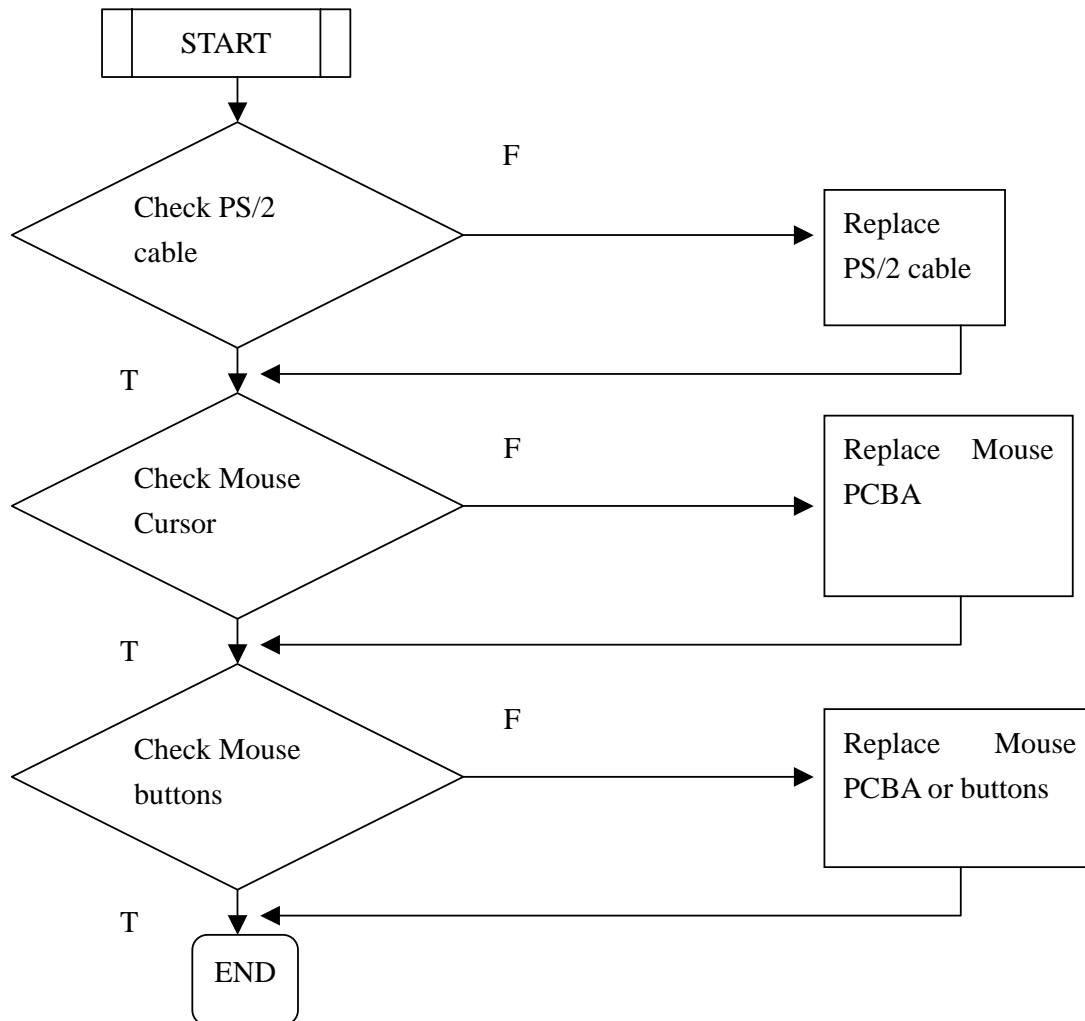 START
F
Check PS/2
cable
Replace
PS/2 cable
T
F
Check Mouse
Cursor
Replace Mouse
PCBA
T
F
Check Mouse
buttons
Replace Mouse
PCBA or buttons
T
END